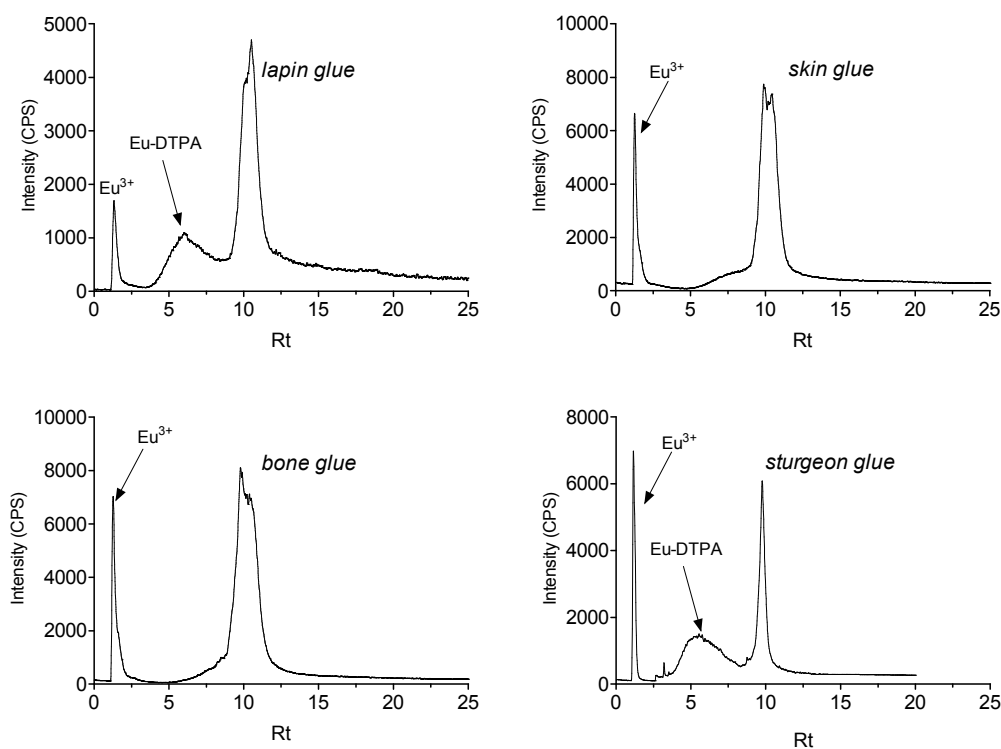 5000
4000
3000
2000
1000
0
Intensity (CPS)
lapin glue
Eu-DTPA
Eu³⁺
0 5 10 15 20 25
Rt
10000
8000
6000
4000
2000
0
Intensity (CPS)
Eu³⁺
skin glue
0 5 10 15 20 25
Rt
10000
8000
6000
4000
2000
0
Intensity (CPS)
Eu³⁺
bone glue
0 5 10 15 20 25
Rt
8000
6000
4000
2000
0
Intensity (CPS)
Eu³⁺
sturgeon glue
Eu-DTPA
0 5 10 15 20 25
Rt